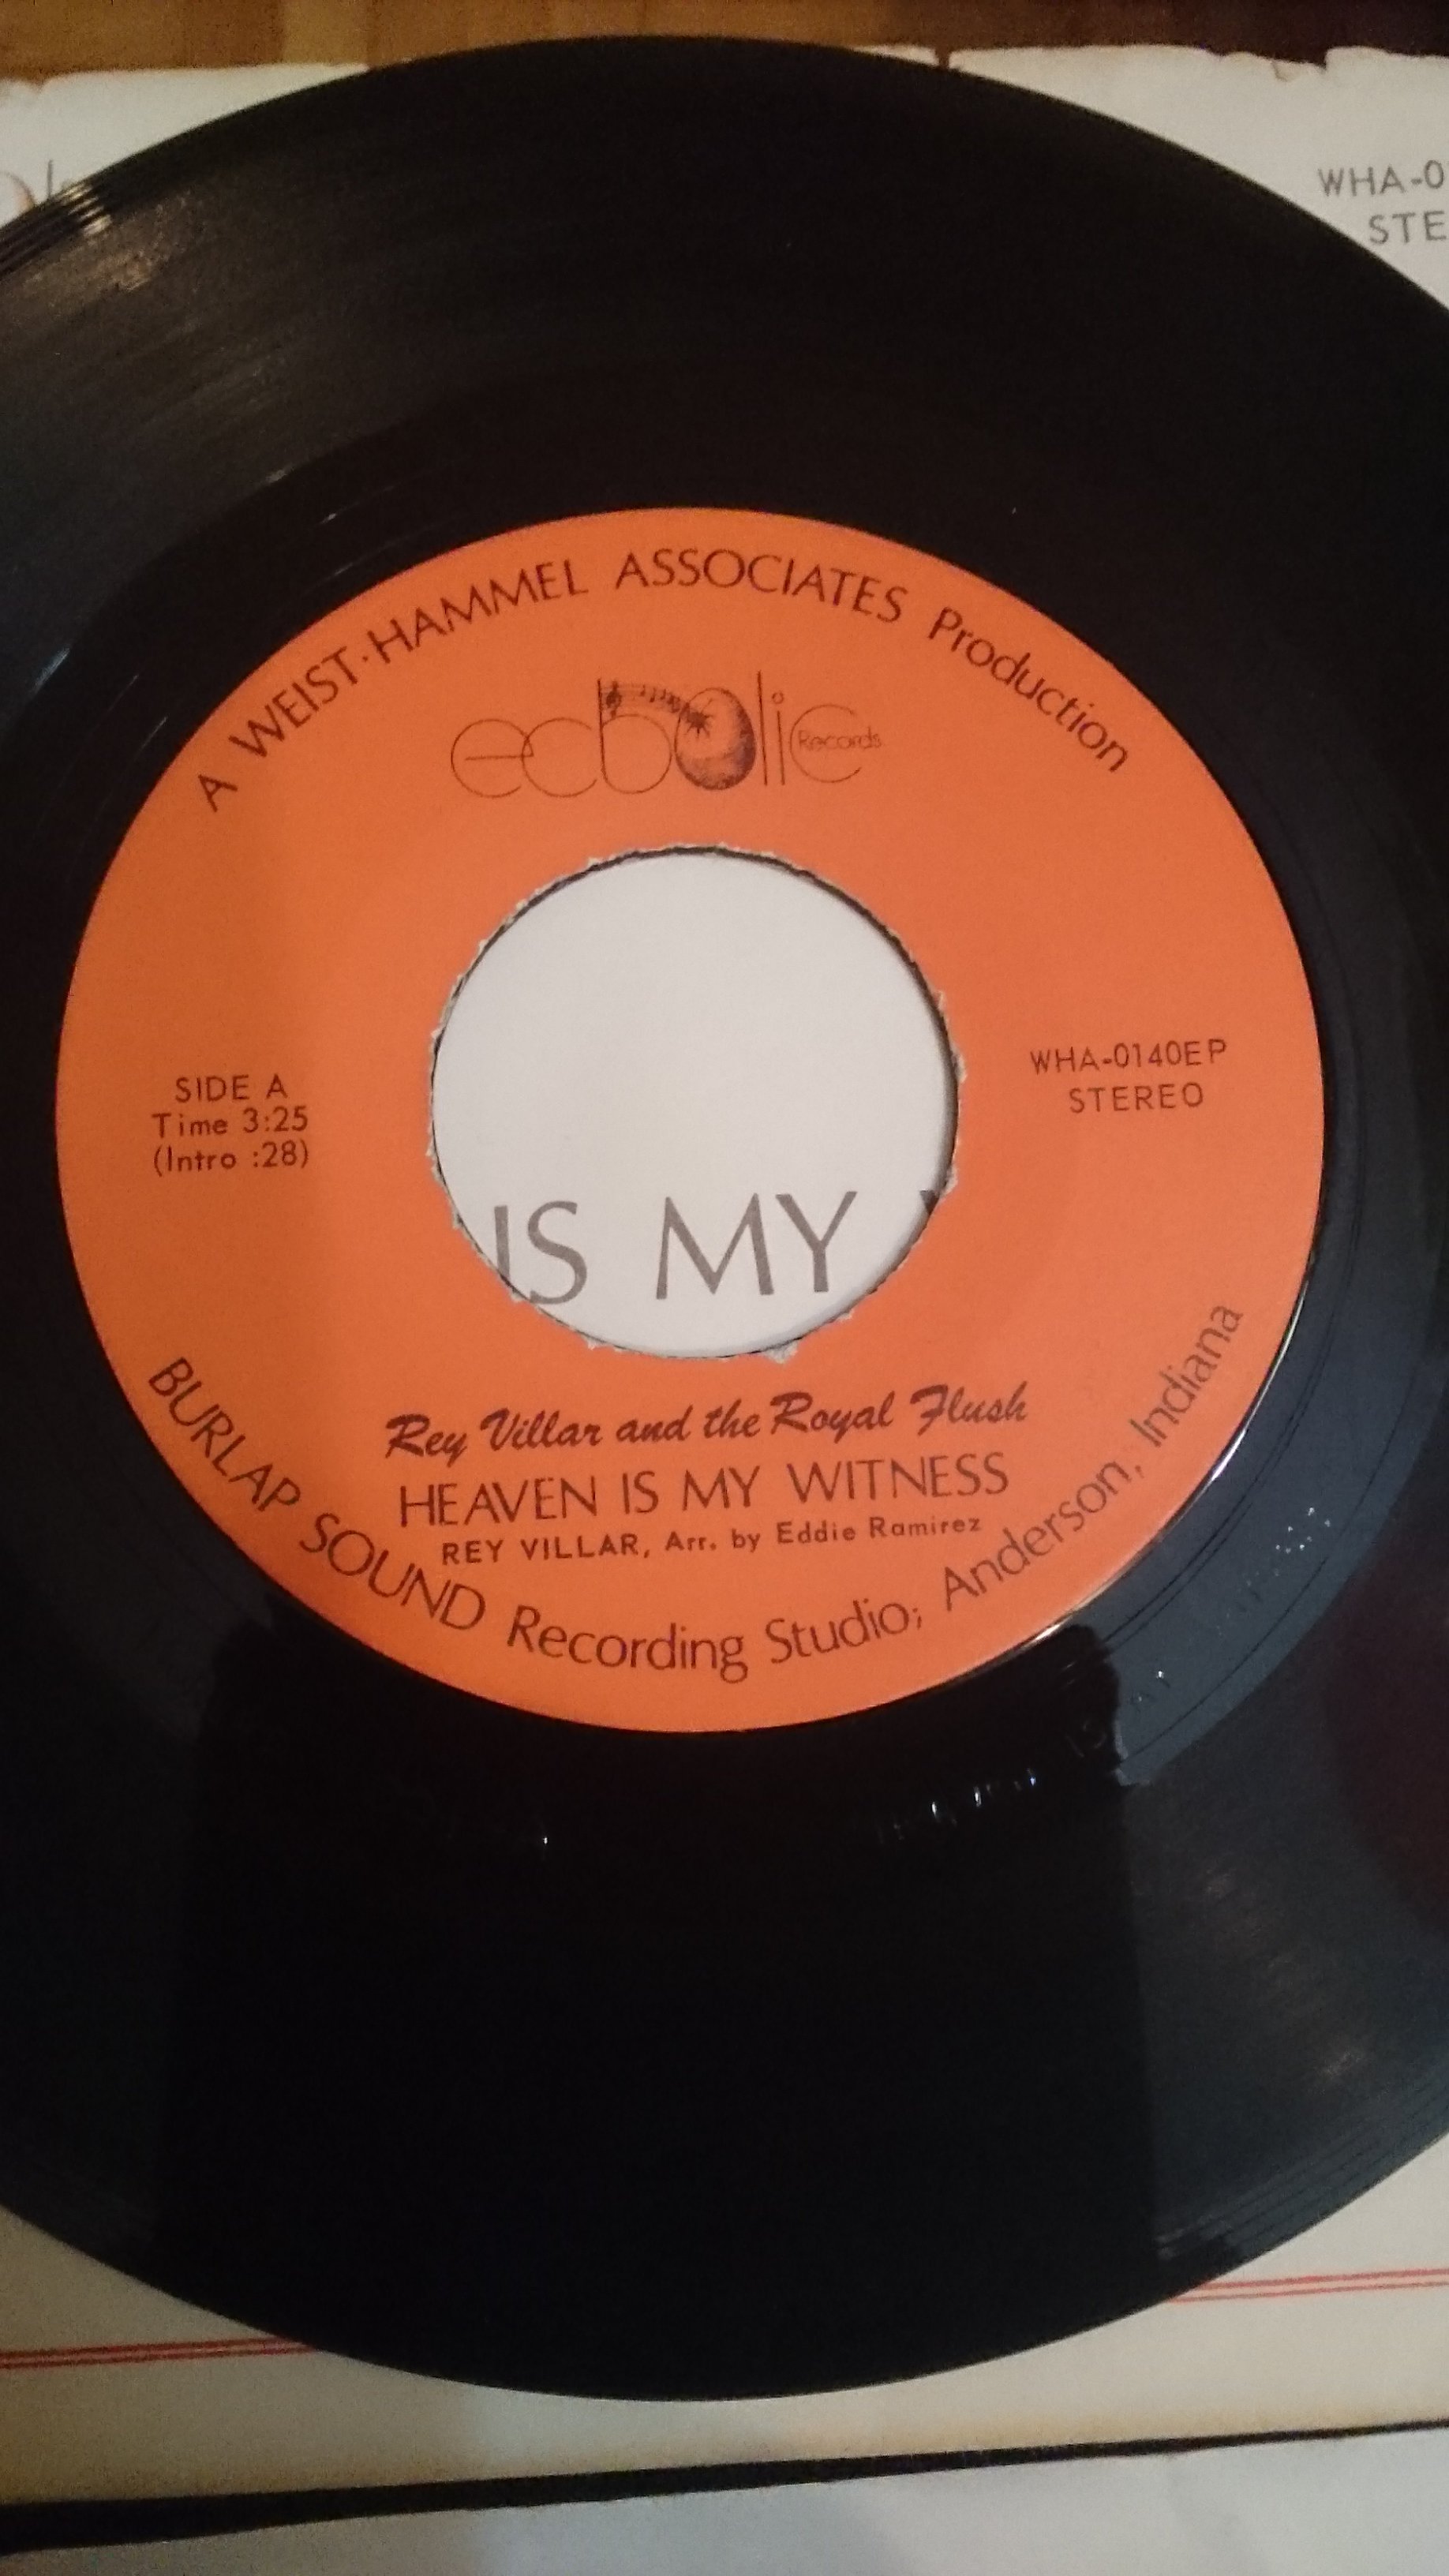 WHA-0
STE
A WEIST·HAMMEL ASSOCIATES Production
ecbolic Records
SIDE A
Time 3:25
(Intro :28)
WHA-0140EP
STEREO
IS MY
Rey Villar and the Royal Flush
HEAVEN IS MY WITNESS
REY VILLAR, Arr. by Eddie Ramirez
BURLAP SOUND Recording Studio; Anderson, Indiana